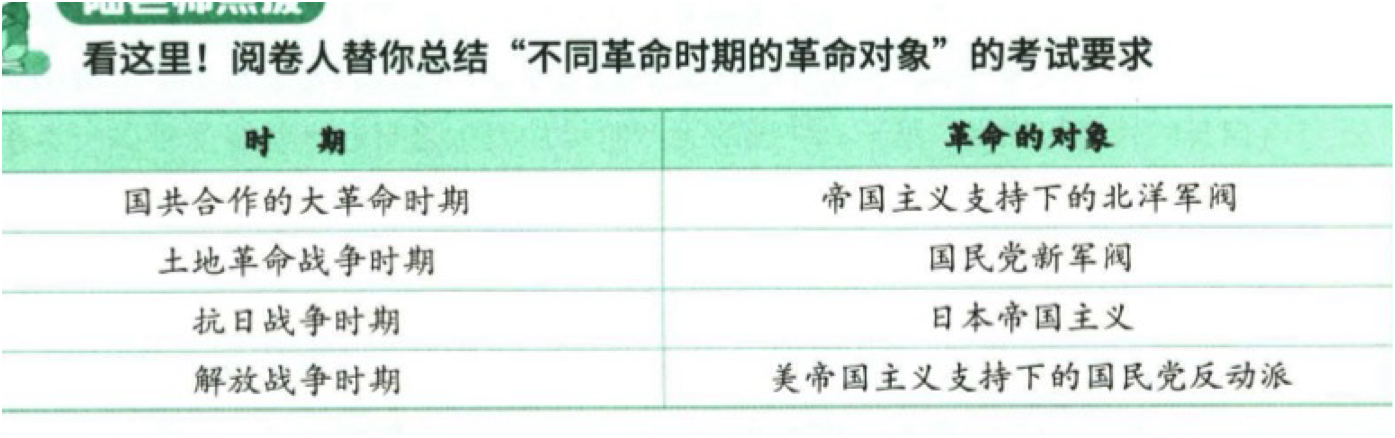 看这里！阅卷人替你总结“不同革命时期的革命对象”的考试要求
时 期 革命的对象
国共合作的大革命时期 帝国主义支持下的北洋军阀
土地革命战争时期 国民党新军阀
抗日战争时期 日本帝国主义
解放战争时期 美帝国主义支持下的国民党反动派